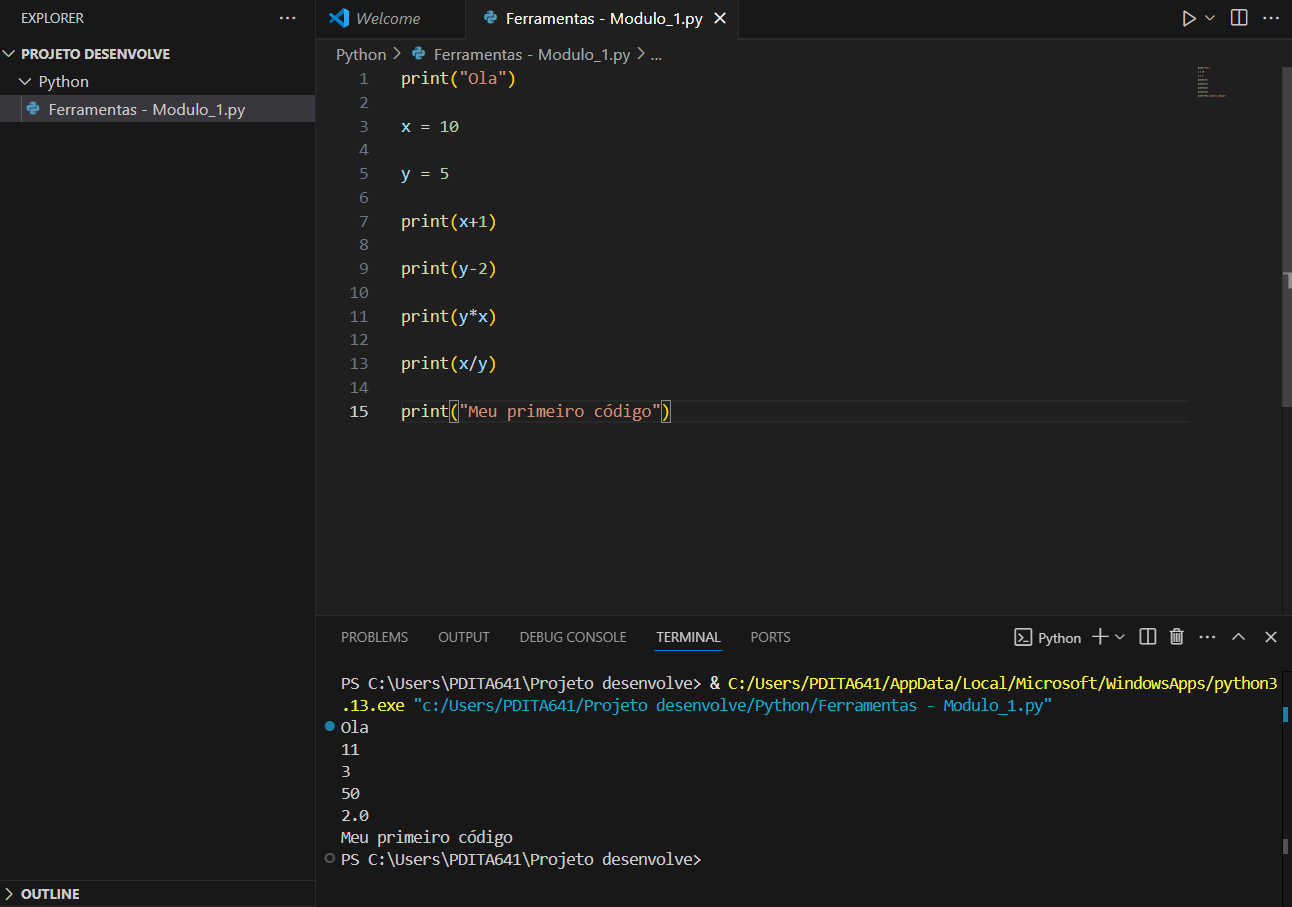 EXPLORER
PROJETO DESENVOLVE
Python
Ferramentas - Modulo_1.py
OUTLINE
Welcome
Ferramentas - Modulo_1.py
Python > Ferramentas - Modulo_1.py > ...
1 print("Ola")
2
3 x = 10
4
5 y = 5
6
7 print(x+1)
8
9 print(y-2)
10
11 print(y*x)
12
13 print(x/y)
14
15 print("Meu primeiro código")
PROBLEMS OUTPUT DEBUG CONSOLE TERMINAL PORTS
Python
PS C:\Users\PDITA641\Projeto desenvolve> & C:/Users/PDITA641/AppData/Local/Microsoft/WindowsApps/python3
.13.exe "c:/Users/PDITA641/Projeto desenvolve/Python/Ferramentas - Modulo_1.py"
Ola
11
3
50
2.0
Meu primeiro código
PS C:\Users\PDITA641\Projeto desenvolve>